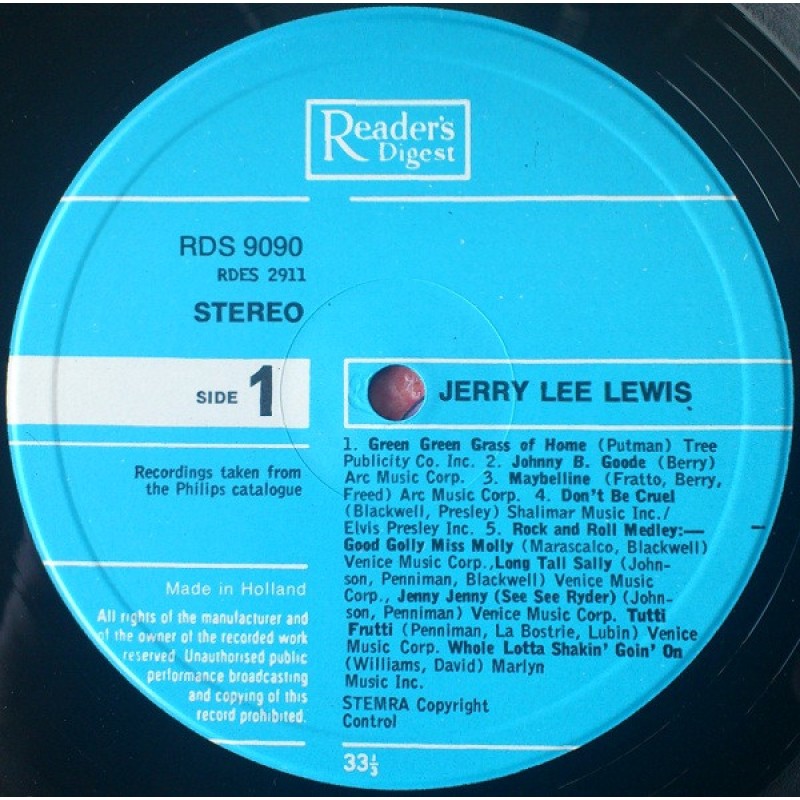 Reader's
Digest
RDS 9090
RDES 2911
STEREO
SIDE 1
JERRY LEE LEWIS
Recordings taken from
the Philips catalogue
1. Green Green Grass of Home (Putman) Tree
Publicity Co. Inc. 2. Johnny B. Goode (Berry)
Arc Music Corp. 3. Maybelline (Fratto, Berry,
Freed) Arc Music Corp. 4. Don't Be Cruel
(Blackwell, Presley) Shalimar Music Inc./
Elvis Presley Inc. 5. Rock and Roll Medley:—
Good Golly Miss Molly (Marascalco, Blackwell)
Venice Music Corp.,Long Tall Sally (John-
son, Penniman, Blackwell) Venice Music
Corp., Jenny Jenny (See See Ryder) (John-
son, Penniman) Venice Music Corp. Tutti
Frutti (Penniman, La Bostrie, Lubin) Venice
Music Corp. Whole Lotta Shakin' Goin' On
(Williams, David) Marlyn
Music Inc.
STEMRA Copyright
Control
Made in Holland
All rights of the manufacturer and
of the owner of the recorded work
reserved. Unauthorised public
performance broadcasting
and copying of this
record prohibited.
33⅓